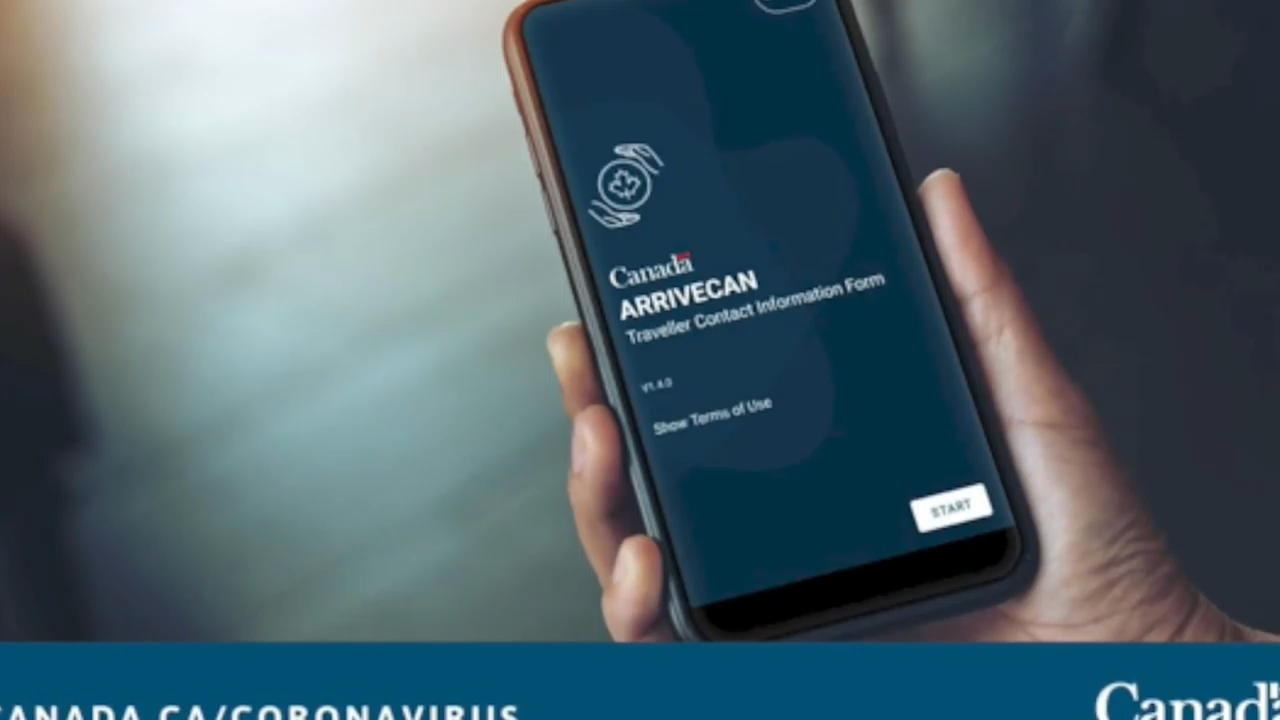 Canada
ARRIVECAN
Traveller Contact Information Form
V1.4.0
Show Terms of Use
START
CANADA.CA/CORONAVIRUS
Canada